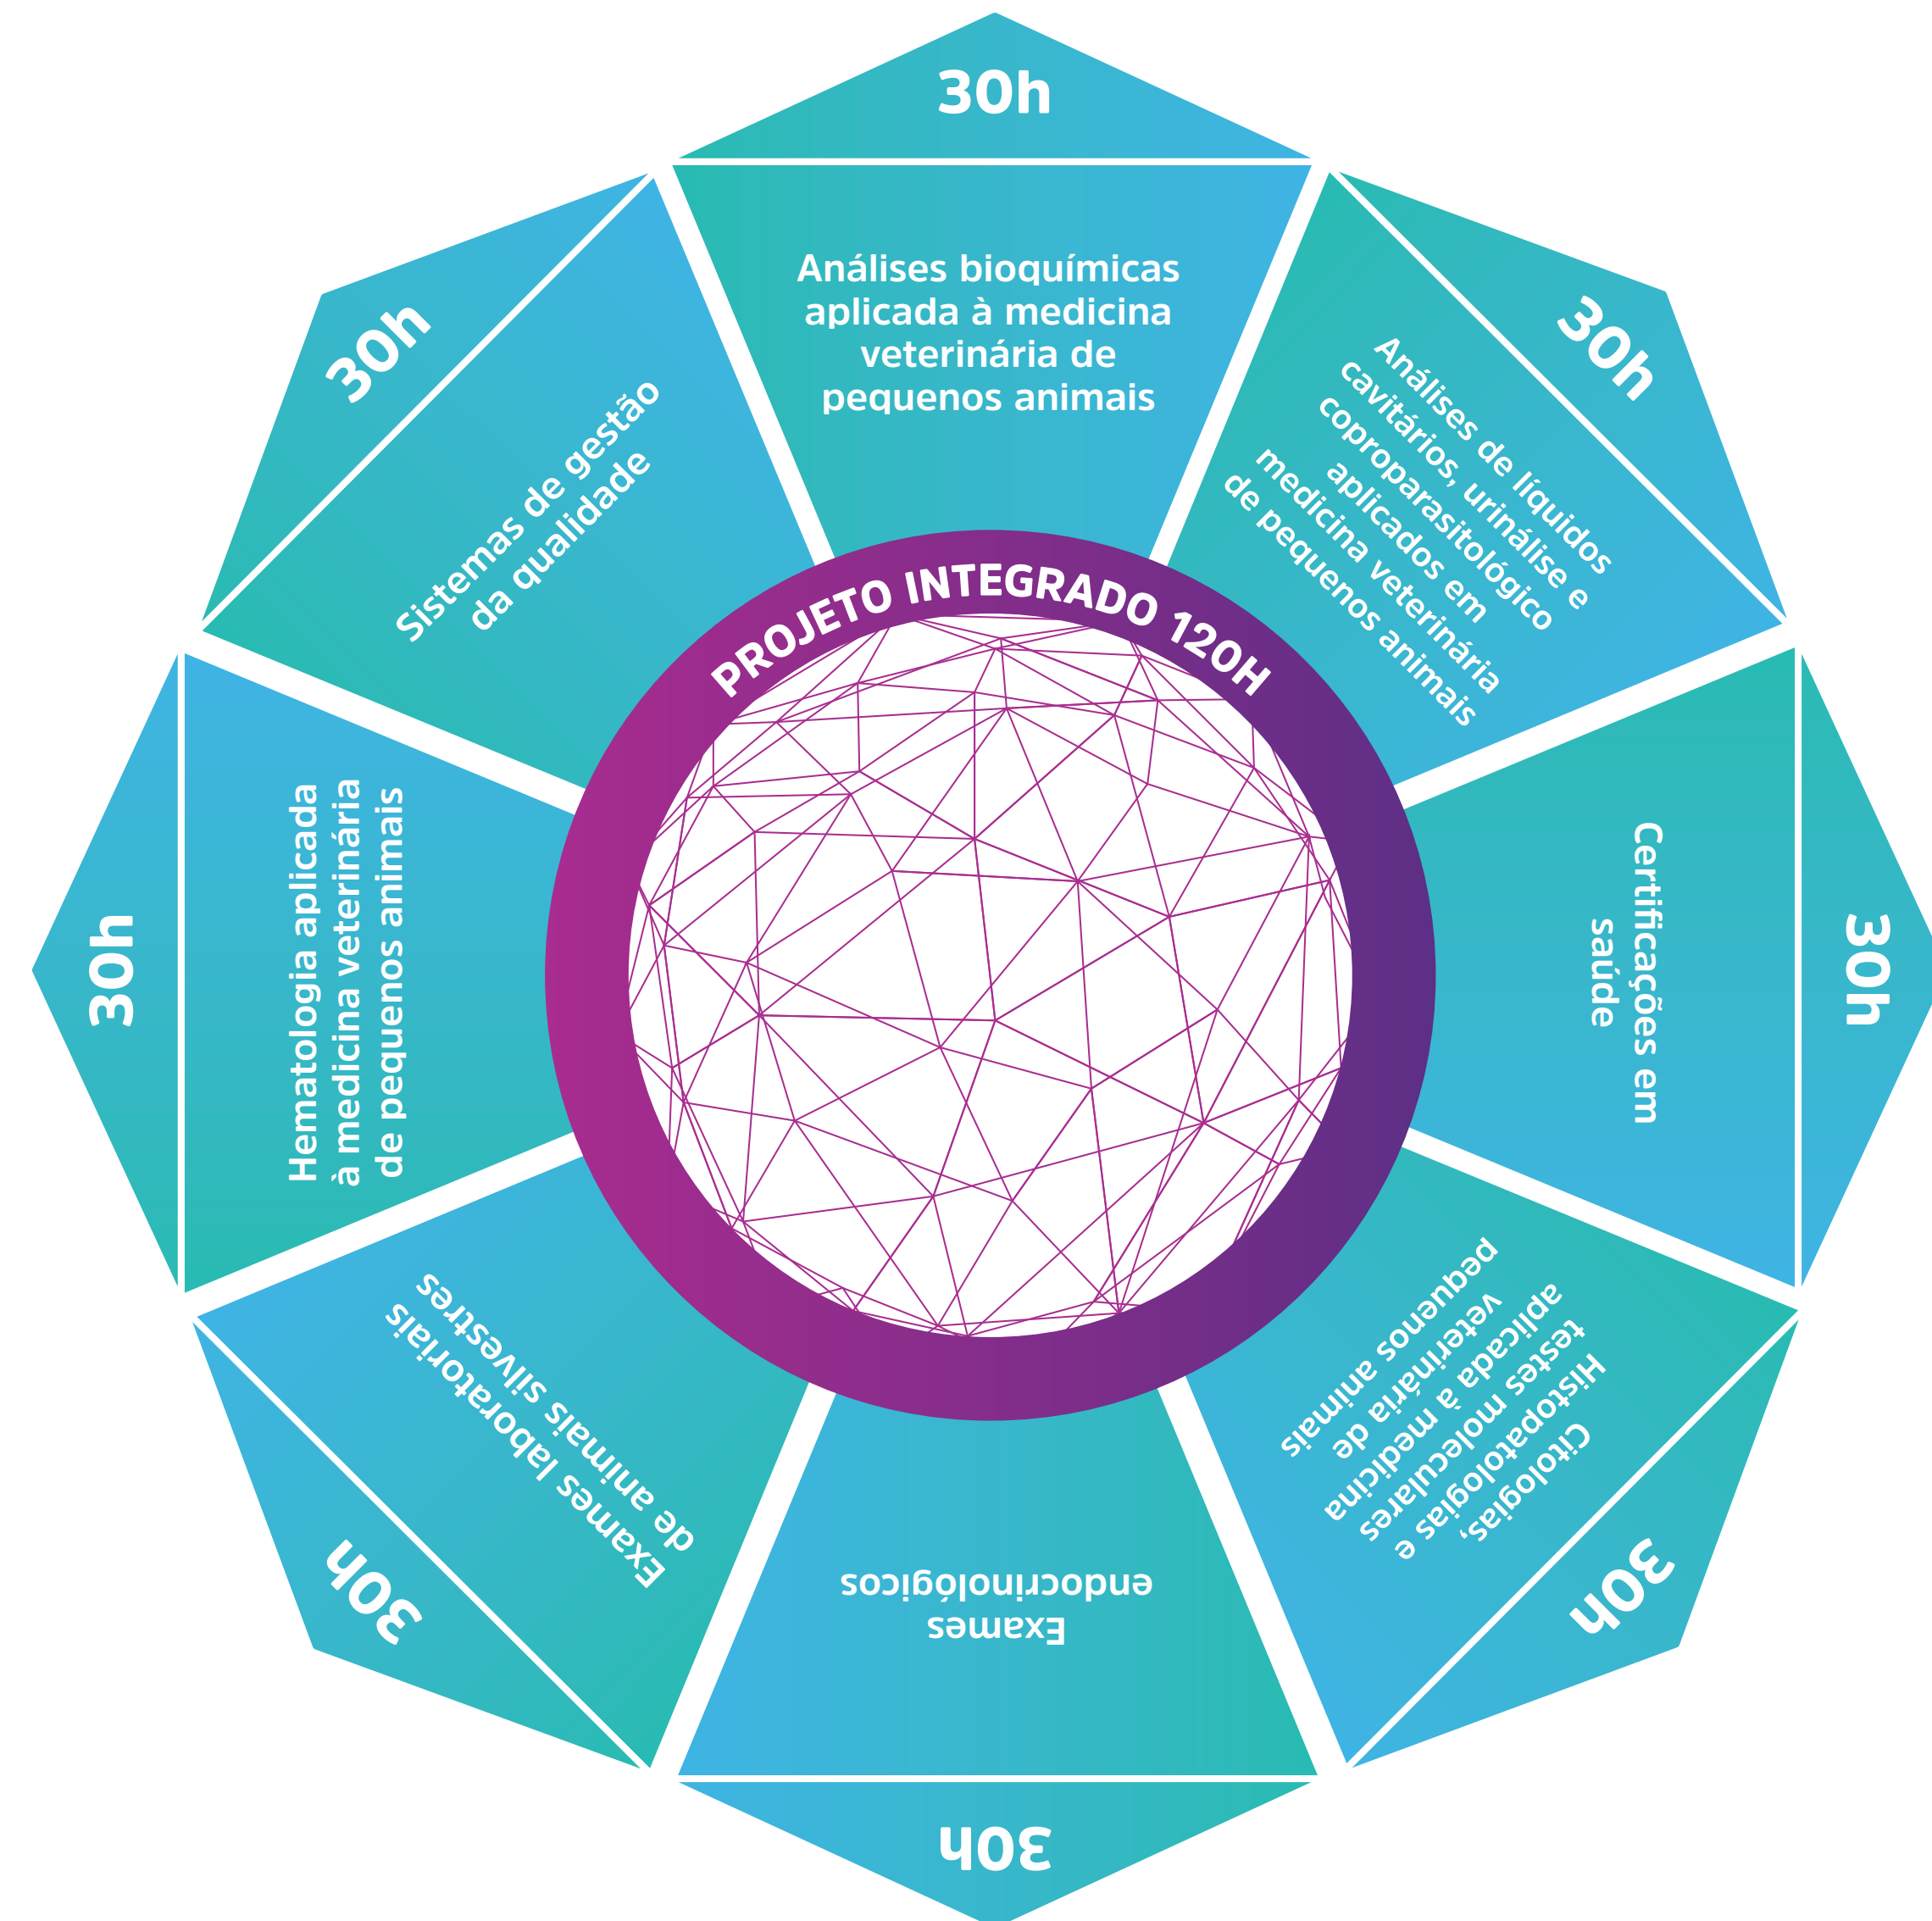 30h
Análises bioquímicas
aplicada à medicina
veterinária de
pequenos animais
30h
Análises de líquidos
cavitários, urinálise e
coproparasitológico
aplicados em
medicina veterinária
de pequenos animais
30h
Certificações em
saúde
30h
Citologias,
Histopatologias e
testes moleculares
aplicada à medicina
veterinária de
pequenos animais
30h
Exames
endocrinológicos
30h
Exames laboratoriais
de animais silvestres
30h
Hematologia aplicada
à medicina veterinária
de pequenos animais
30h
Sistemas de gestão
da qualidade
PROJETO INTEGRADO 120H